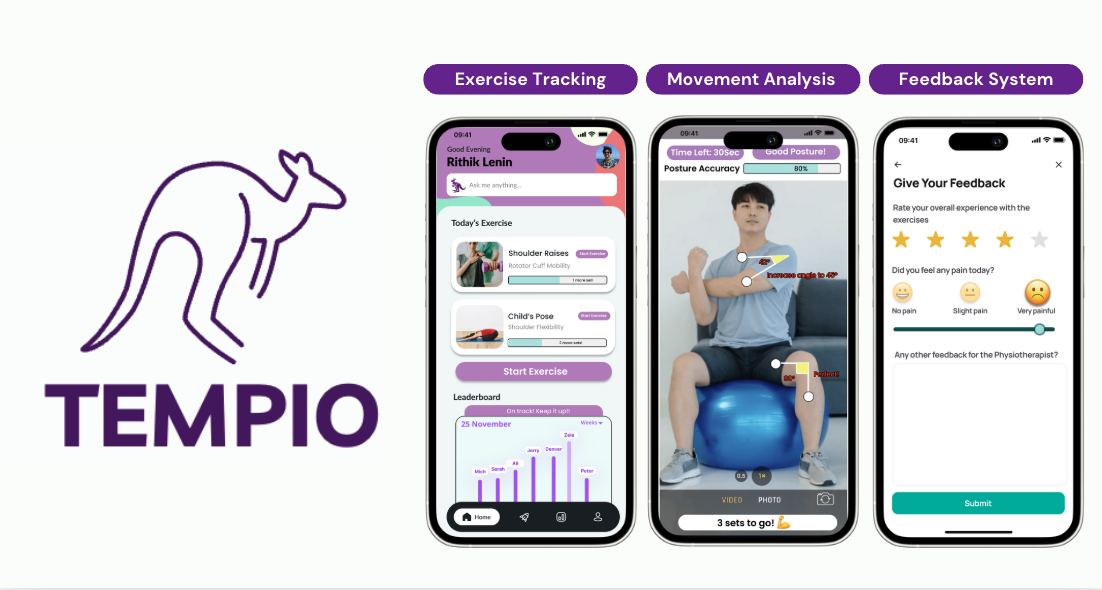 TEMPIO
Exercise Tracking
09:41
Good Evening
Rithik Lenin
Ask me anything...
Today's Exercise
Shoulder Raises
Start Exercise
Rotator Cuff Mobility
1 more set!
Child's Pose
Start Exercise
Shoulder Flexibility
2 more sets!
Start Exercise
Leaderboard
On track! Keep it up!!
25 November
Weeks
Zela
Jerry
Denver
Ali
Mich
Sarah
Peter
Home
Movement Analysis
09:41
Time Left: 30Sec
Good Posture!
Posture Accuracy
80%
42°
Increase angle to 45°
90°
Perfect!
0.5
1×
VIDEO
PHOTO
3 sets to go! 💪
Feedback System
09:41
Give Your Feedback
Rate your overall experience with the
exercises
Did you feel any pain today?
No pain
Slight pain
Very painful
Any other feedback for the Physiotherapist?
Submit